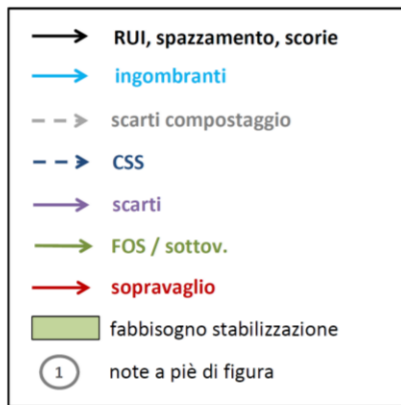 RUI, spazzamento, scorie
ingombranti
scarti compostaggio
CSS
scarti
FOS / sottov.
sopravaglio
fabbisogno stabilizzazione
1 note a piè di figura